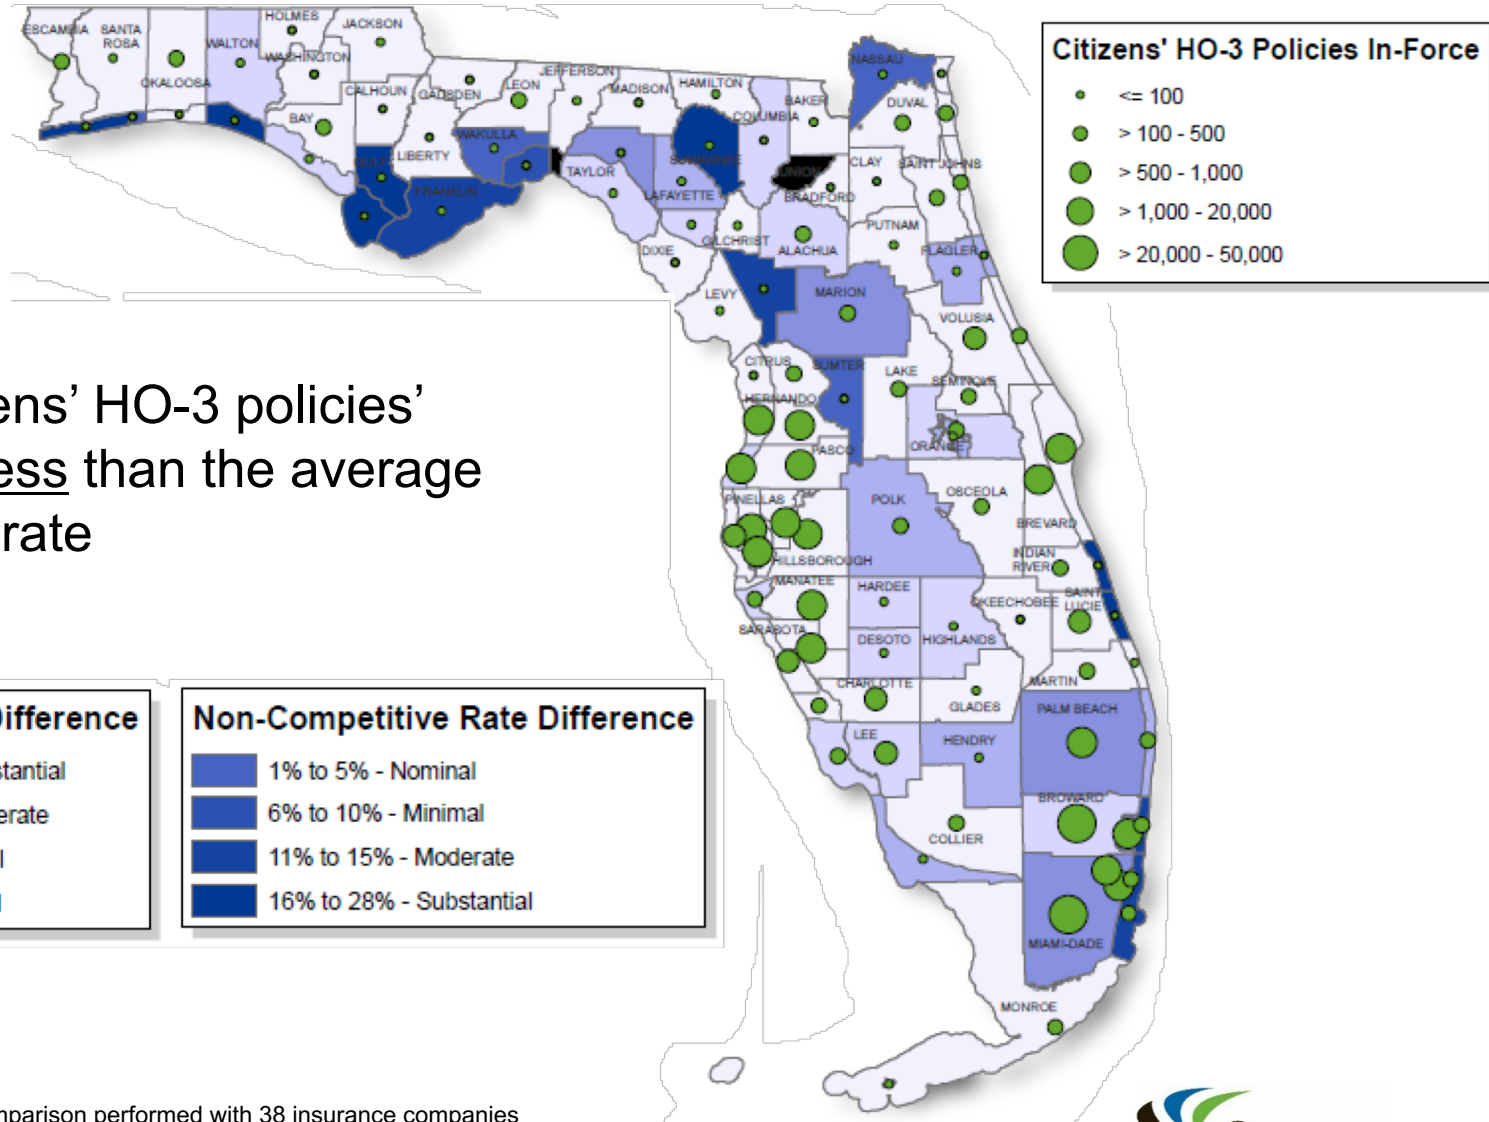 ESCAMBIA
SANTA
ROSA
OKALOOSA
WALTON
HOLMES
WASHINGTON
JACKSON
BAY
CALHOUN
GADSDEN
LIBERTY
GULF
FRANKLIN
LEON
WAKULLA
JEFFERSON
MADISON
TAYLOR
HAMILTON
SUWANNEE
LAFAYETTE
COLUMBIA
BAKER
UNION
BRADFORD
NASSAU
DUVAL
CLAY
SAINT JOHNS
PUTNAM
FLAGLER
GILCHRIST
ALACHUA
DIXIE
LEVY
MARION
VOLUSIA
CITRUS
SUMTER
LAKE
SEMINOLE
HERNANDO
ORANGE
PASCO
PINELLAS
POLK
OSCEOLA
BREVARD
HILLSBOROUGH
INDIAN
RIVER
MANATEE
HARDEE
OKEECHOBEE
SAINT
LUCIE
SARASOTA
DESOTO
HIGHLANDS
CHARLOTTE
GLADES
MARTIN
PALM BEACH
LEE
HENDRY
BROWARD
COLLIER
MIAMI-DADE
MONROE
Citizens' HO-3 Policies In-Force
<= 100
> 100 - 500
> 500 - 1,000
> 1,000 - 20,000
> 20,000 - 50,000
ens’ HO-3 policies’
ess than the average
rate
Difference
stantial
erate
l
Non-Competitive Rate Difference
1% to 5% - Nominal
6% to 10% - Minimal
11% to 15% - Moderate
16% to 28% - Substantial
mparison performed with 38 insurance companies